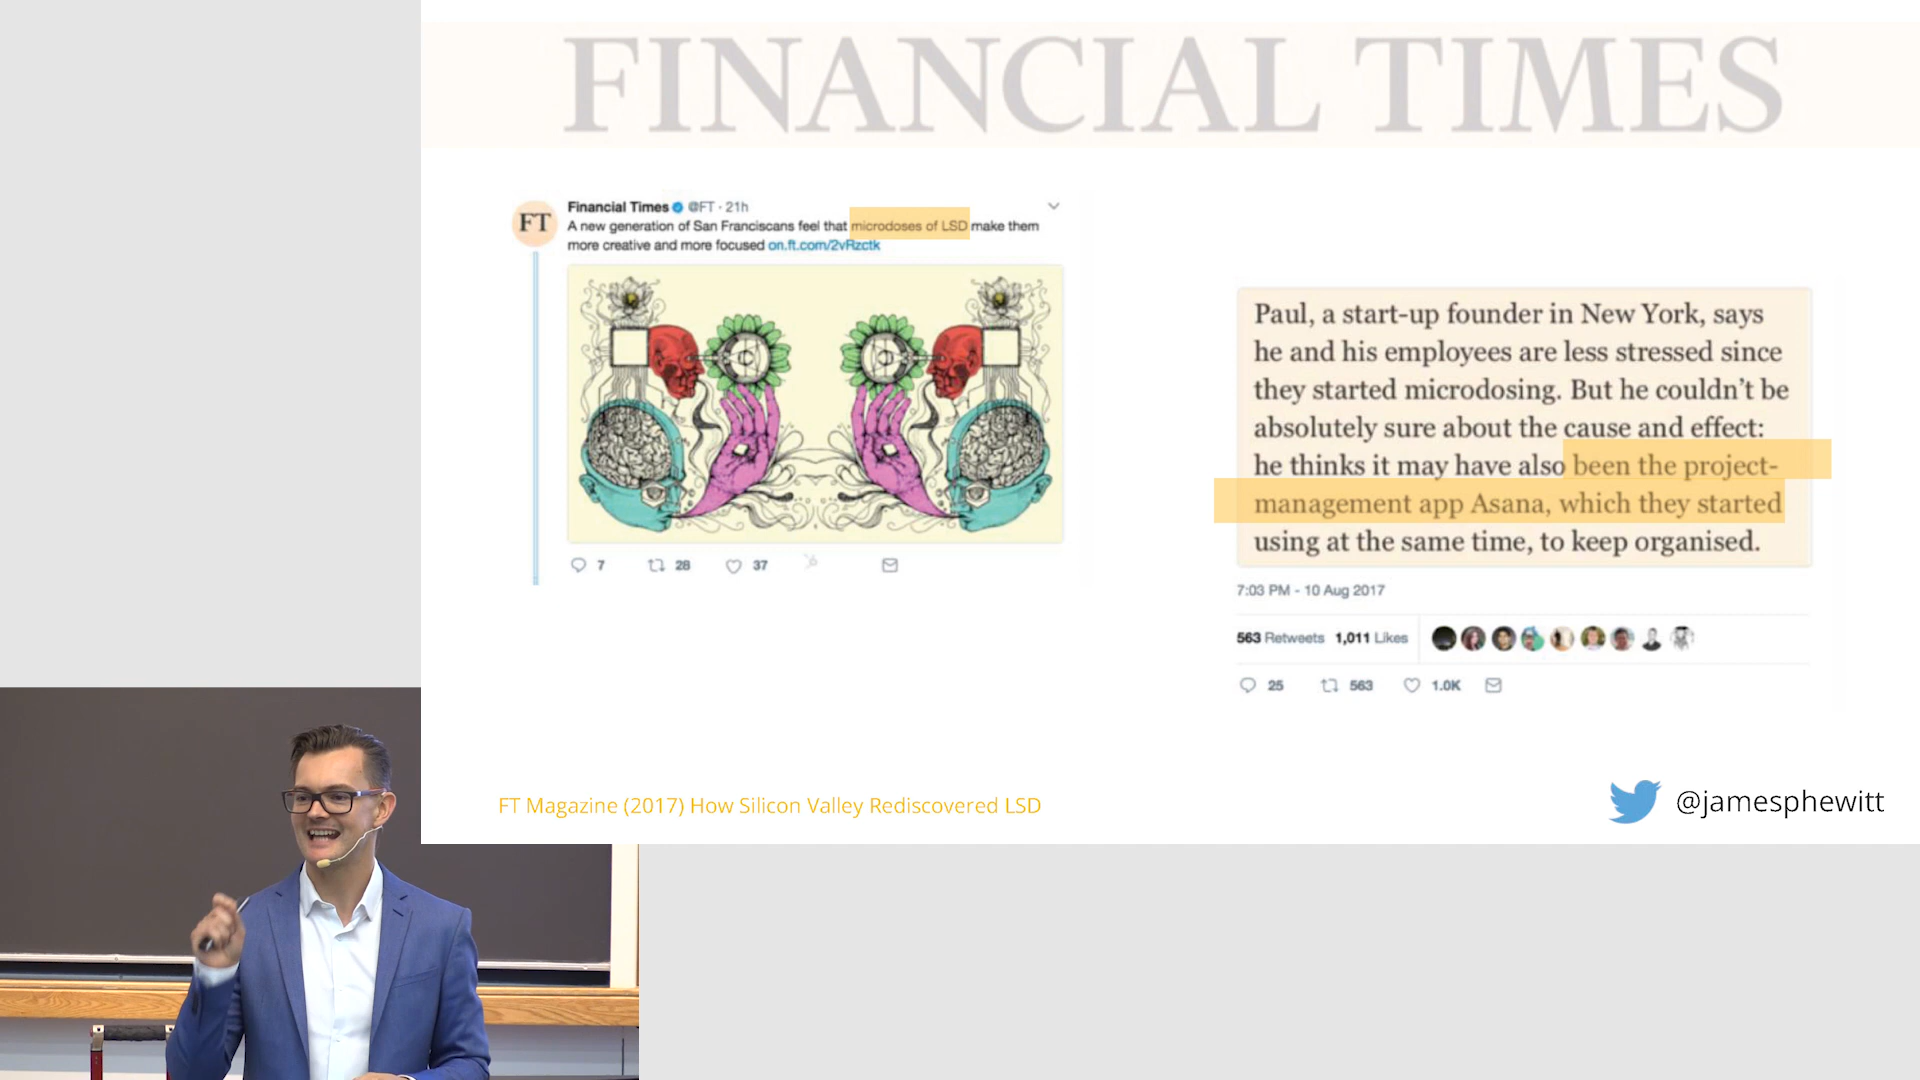 FINANCIAL TIMES
FT
Financial Times @FT · 21h
A new generation of San Franciscans feel that microdoses of LSD make them
more creative and more focused on.ft.com/2vRzctk
7 28 37
Paul, a start-up founder in New York, says
he and his employees are less stressed since
they started microdosing. But he couldn’t be
absolutely sure about the cause and effect:
he thinks it may have also been the project-
management app Asana, which they started
using at the same time, to keep organised.
7:03 PM - 10 Aug 2017
563 Retweets 1,011 Likes
25 563 1.0K
FT Magazine (2017) How Silicon Valley Rediscovered LSD
@jamesphewitt